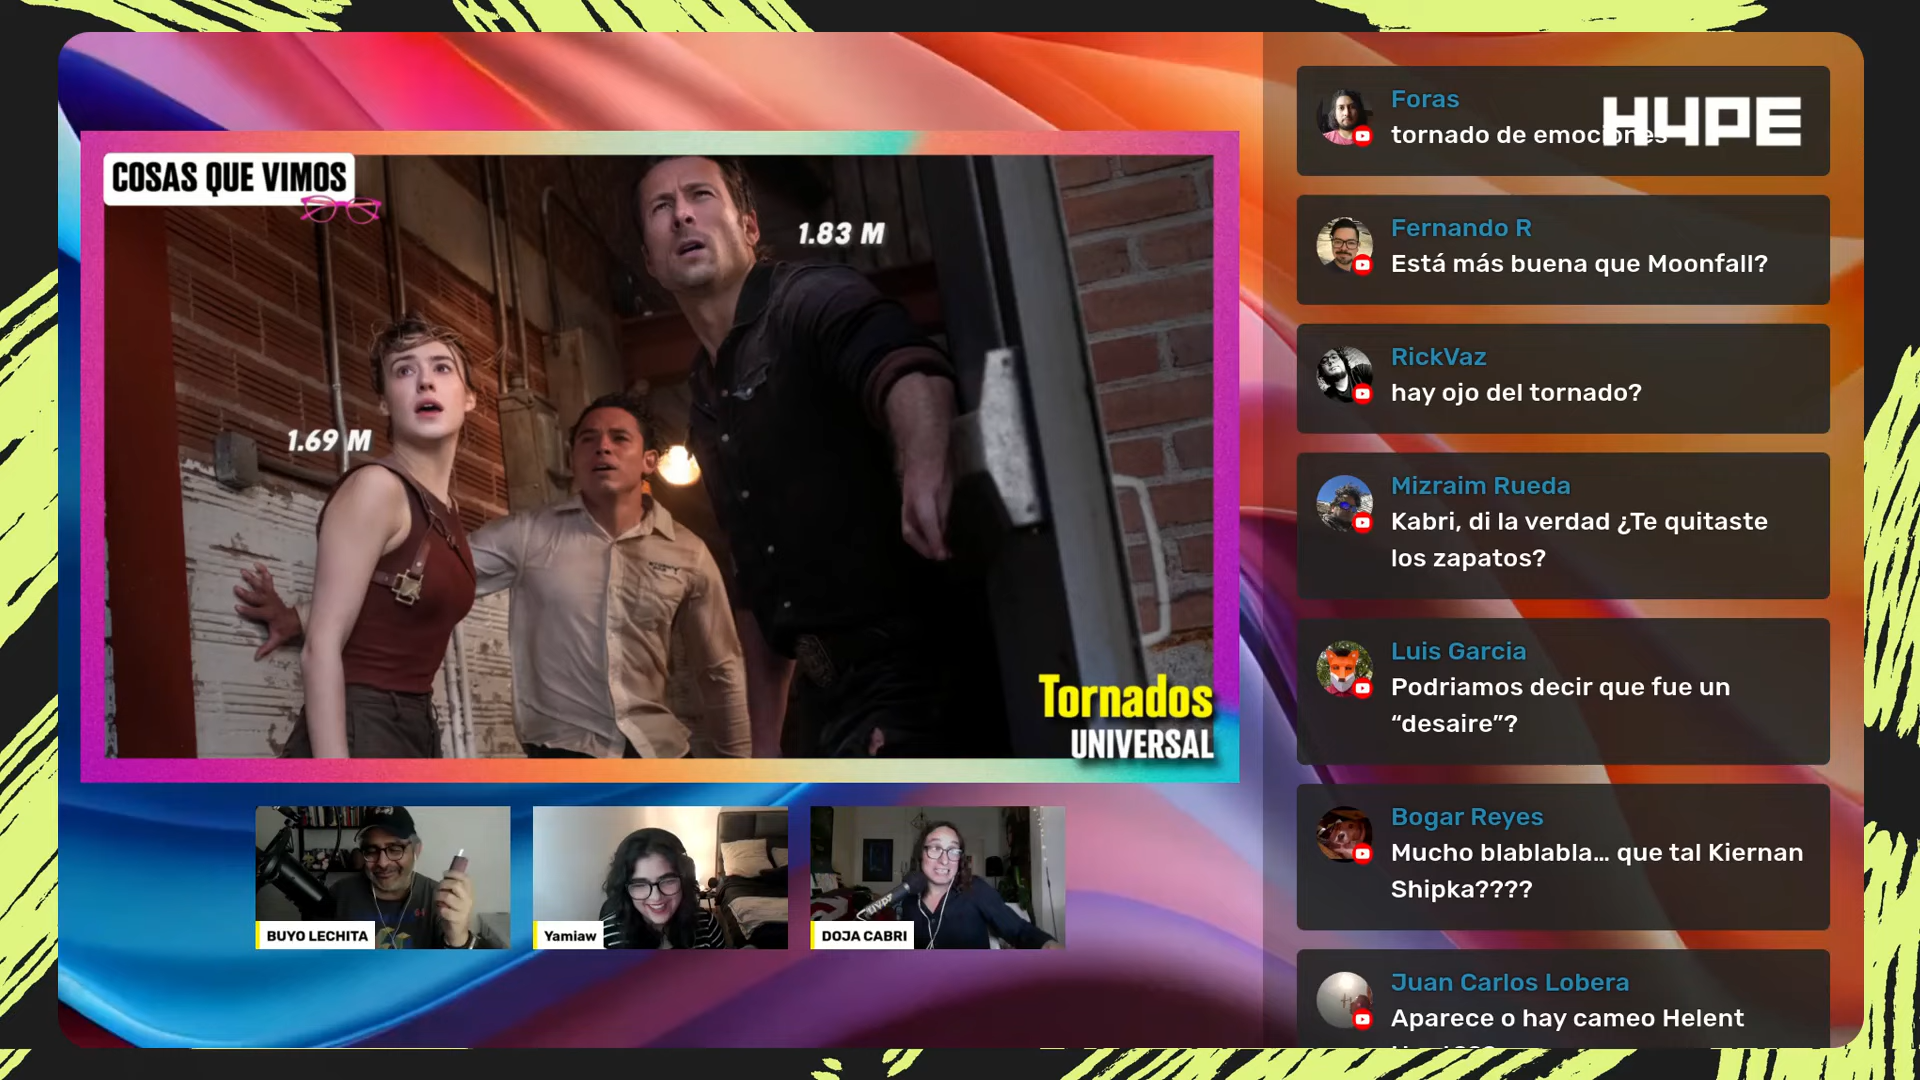 COSAS QUE VIMOS
1.83 M
1.69 M
Tornados
UNIVERSAL
BUYO LECHITA
Yamiaw
DOJA CABRI
HYPE
Foras
tornado de emociones
Fernando R
Está más buena que Moonfall?
RickVaz
hay ojo del tornado?
Mizraim Rueda
Kabri, di la verdad ¿Te quitaste
los zapatos?
Luis Garcia
Podriamos decir que fue un
“desaire”?
Bogar Reyes
Mucho blablabla... que tal Kiernan
Shipka????
Juan Carlos Lobera
Aparece o hay cameo Helent